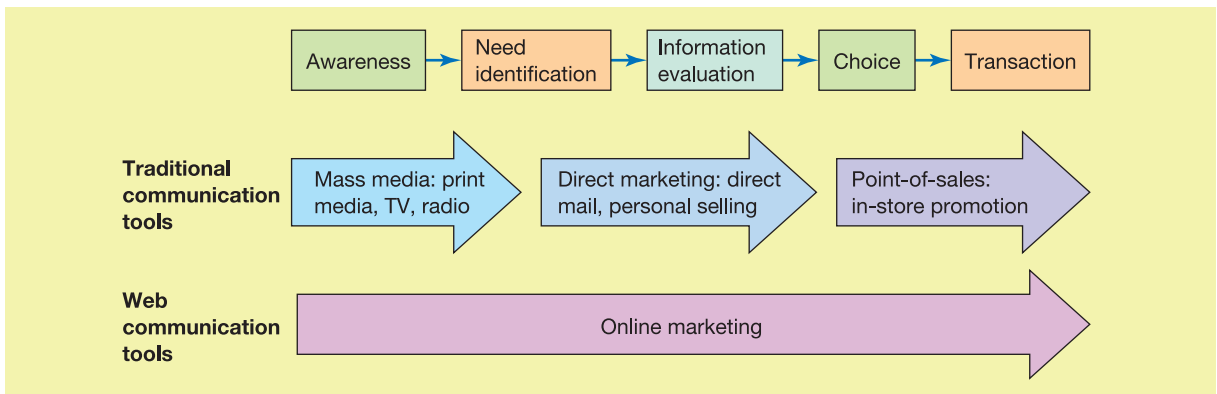 Awareness
Need
identification
Information
evaluation
Choice
Transaction
Traditional
communication
tools
Mass media: print
media, TV, radio
Direct marketing: direct
mail, personal selling
Point-of-sales:
in-store promotion
Web
communication
tools
Online marketing